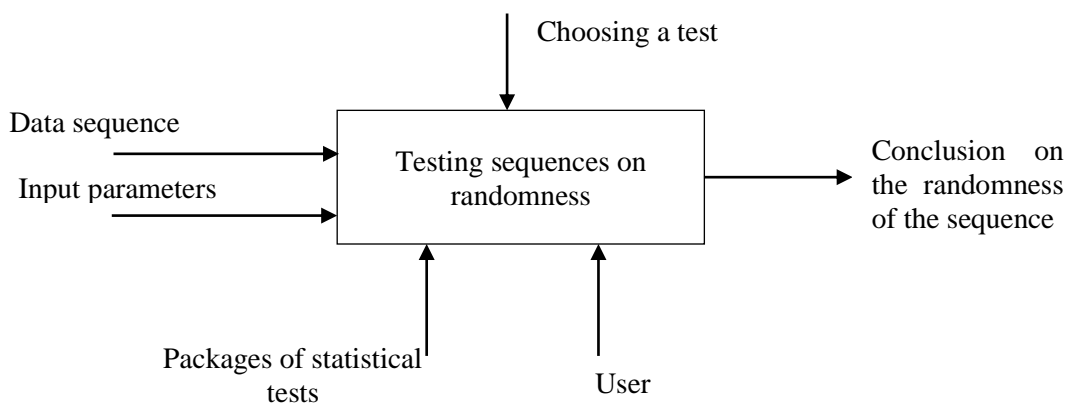 Choosing a test
Data sequence
Input parameters
Testing sequences on
randomness
Conclusion on
the randomness
of the sequence
Packages of statistical
tests
User